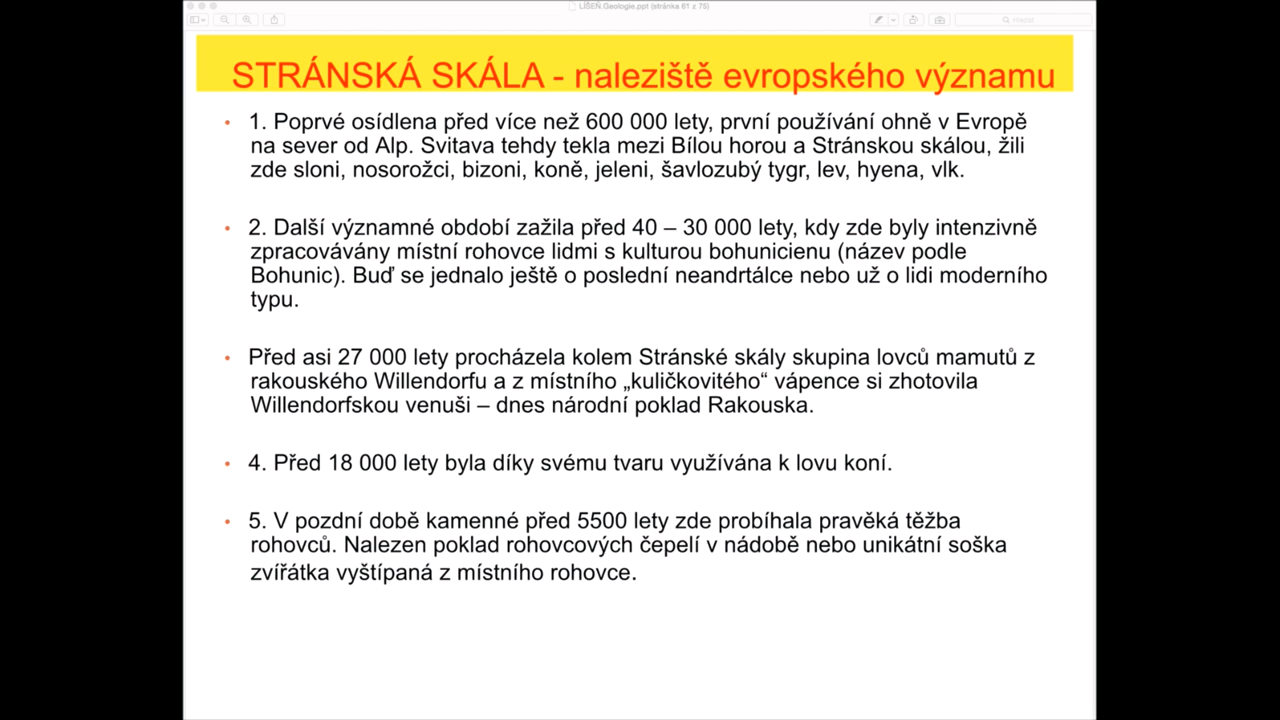 LÍŠEŇ.Geologie.ppt (stránka 61 z 75)
Hledat
STRÁNSKÁ SKÁLA - naleziště evropského významu
• 1. Poprvé osídlena před více než 600 000 lety, první používání ohně v Evropě
na sever od Alp. Svitava tehdy tekla mezi Bílou horou a Stránskou skálou, žili
zde sloni, nosorožci, bizoni, koně, jeleni, šavlozubý tygr, lev, hyena, vlk.
• 2. Další významné období zažila před 40 – 30 000 lety, kdy zde byly intenzivně
zpracovávány místní rohovce lidmi s kulturou bohunicienu (název podle
Bohunic). Buď se jednalo ještě o poslední neandrtálce nebo už o lidi moderního
typu.
• Před asi 27 000 lety procházela kolem Stránské skály skupina lovců mamutů z
rakouského Willendorfu a z místního „kuličkovitého“ vápence si zhotovila
Willendorfskou venuši – dnes národní poklad Rakouska.
• 4. Před 18 000 lety byla díky svému tvaru využívána k lovu koní.
• 5. V pozdní době kamenné před 5500 lety zde probíhala pravěká těžba
rohovců. Nalezen poklad rohovcových čepelí v nádobě nebo unikátní soška
zvířátka vyštípaná z místního rohovce.